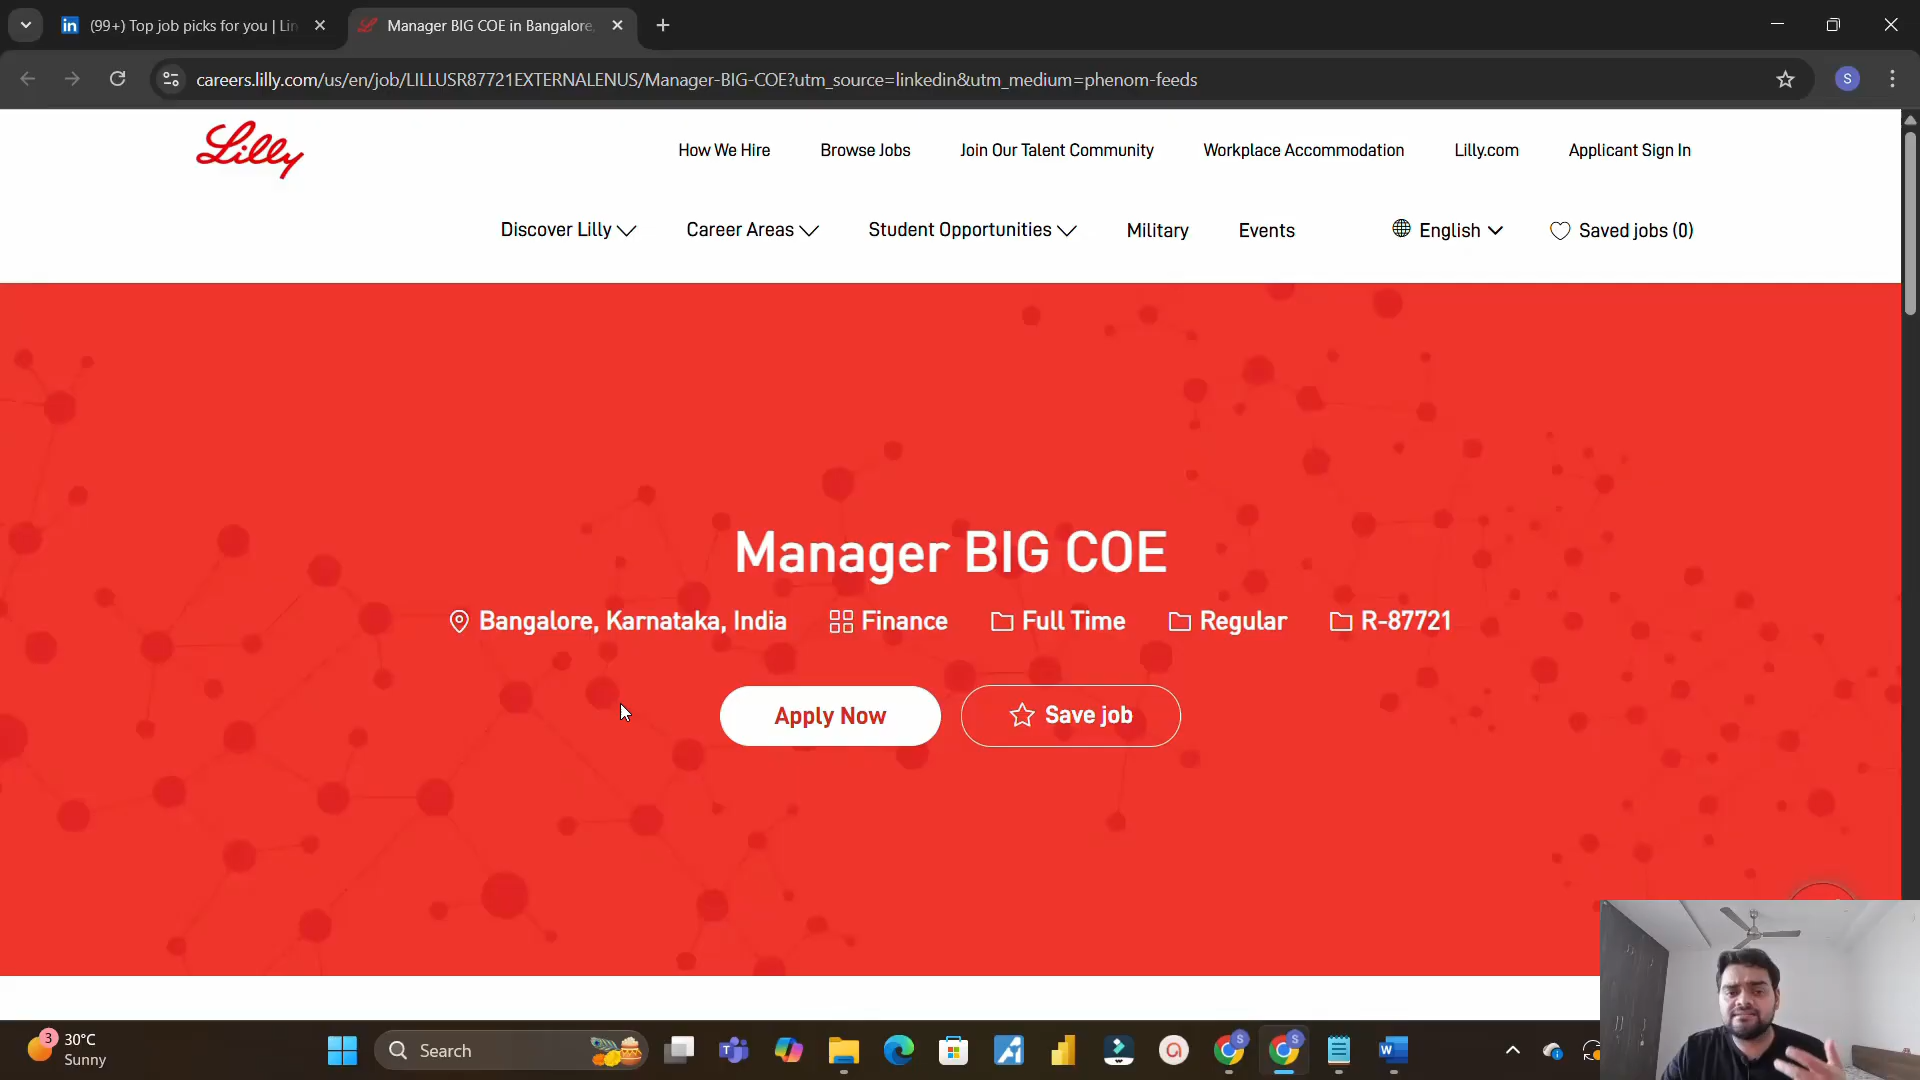 (99+) Top job picks for you | Lin
Manager BIG COE in Bangalore,
careers.lilly.com/us/en/job/LILLUSR87721EXTERNALENUS/Manager-BIG-COE?utm_source=linkedin&utm_medium=phenom-feeds
S
Lilly
How We Hire
Browse Jobs
Join Our Talent Community
Workplace Accommodation
Lilly.com
Applicant Sign In
Discover Lilly
Career Areas
Student Opportunities
Military
Events
English
Saved jobs (0)
Manager BIG COE
Bangalore, Karnataka, India
Finance
Full Time
Regular
R-87721
Apply Now
Save job
3
30°C
Sunny
Search
T
S
S
W